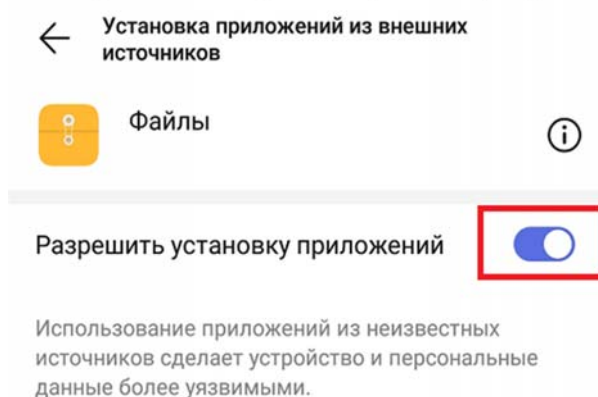 Установка приложений из внешних
источников
Файлы
Разрешить установку приложений
Использование приложений из неизвестных
источников сделает устройство и персональные
данные более уязвимыми.